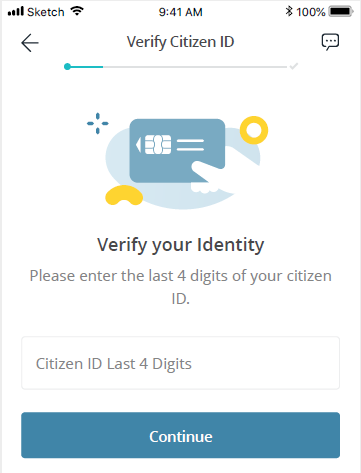 Sketch 9:41 AM 100%
Verify Citizen ID
Verify your Identity
Please enter the last 4 digits of your citizen
ID.
Citizen ID Last 4 Digits
Continue